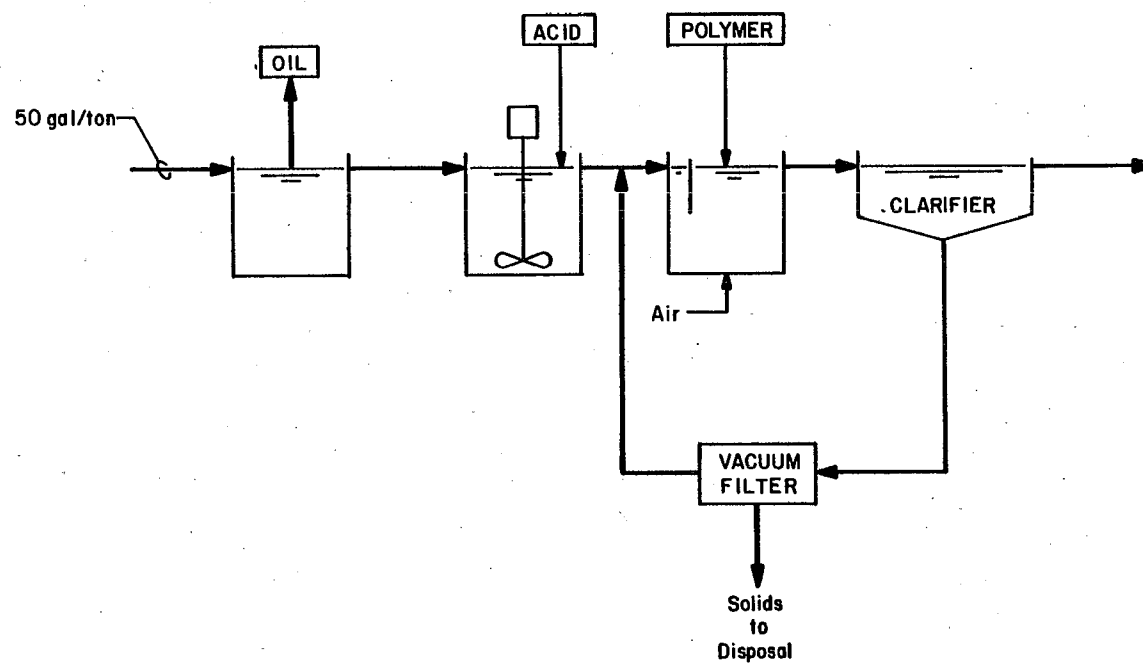 ACID
POLYMER
OIL
50 gal/ton
CLARIFIER
Air
VACUUM
FILTER
Solids
to
Disposal